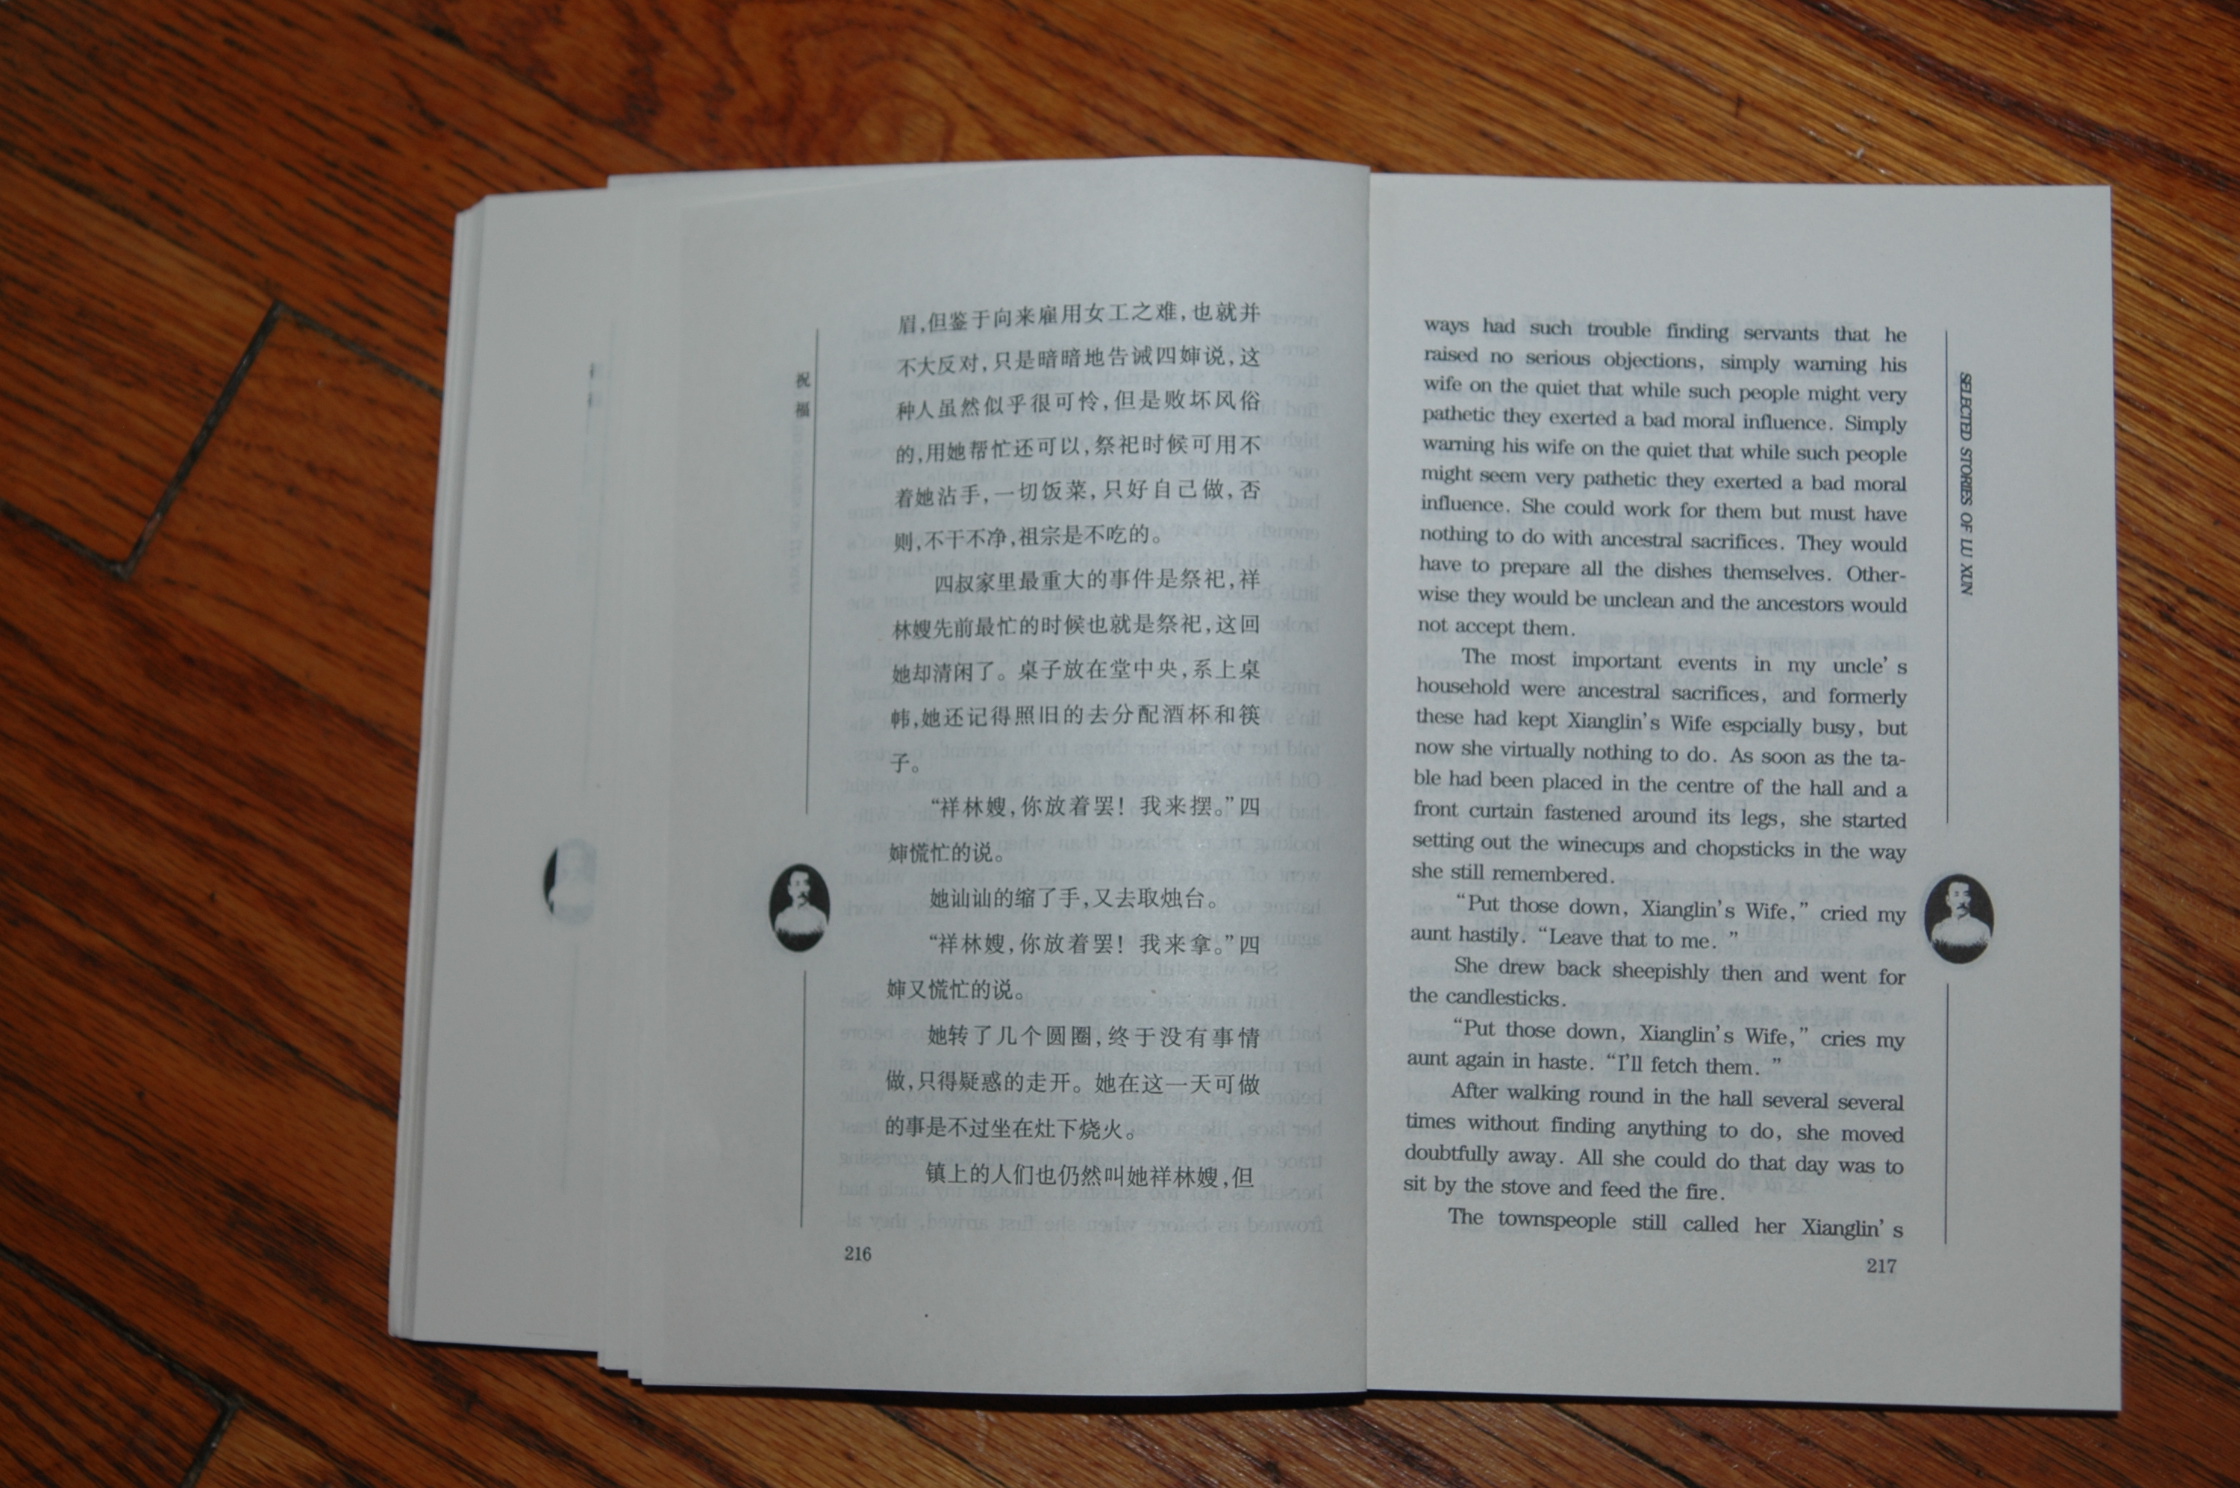 祝
福
眉,但鉴于向来雇用女工之难,也就并
不大反对,只是暗暗地告诫四婶说,这
种人虽然似乎很可怜,但是败坏风俗
的,用她帮忙还可以,祭祀时候可用不
着她沾手,一切饭菜,只好自己做,否
则,不干不净,祖宗是不吃的。
四叔家里最重大的事件是祭祀,祥
林嫂先前最忙的时候也就是祭祀,这回
她却清闲了。桌子放在堂中央,系上桌
帏,她还记得照旧的去分配酒杯和筷
子。
“祥林嫂,你放着罢！我来摆。”四
婶慌忙的说。
她讪讪的缩了手,又去取烛台。
“祥林嫂,你放着罢！我来拿。”四
婶又慌忙的说。
她转了几个圆圈,终于没有事情
做,只得疑惑的走开。她在这一天可做
的事是不过坐在灶下烧火。
镇上的人们也仍然叫她祥林嫂,但
216
SELECTED STORIES OF LU XUN
ways had such trouble finding servants that he
raised no serious objections, simply warning his
wife on the quiet that while such people might very
pathetic they exerted a bad moral influence. Simply
warning his wife on the quiet that while such people
might seem very pathetic they exerted a bad moral
influence. She could work for them but must have
nothing to do with ancestral sacrifices. They would
have to prepare all the dishes themselves. Other-
wise they would be unclean and the ancestors would
not accept them.
The most important events in my uncle's
household were ancestral sacrifices, and formerly
these had kept Xianglin's Wife espcially busy, but
now she virtually nothing to do. As soon as the ta-
ble had been placed in the centre of the hall and a
front curtain fastened around its legs, she started
setting out the winecups and chopsticks in the way
she still remembered.
“Put those down, Xianglin's Wife,” cried my
aunt hastily. “Leave that to me.”
She drew back sheepishly then and went for
the candlesticks.
“Put those down, Xianglin's Wife,” cries my
aunt again in haste. “I'll fetch them.”
After walking round in the hall several several
times without finding anything to do, she moved
doubtfully away. All she could do that day was to
sit by the stove and feed the fire.
The townspeople still called her Xianglin's
217